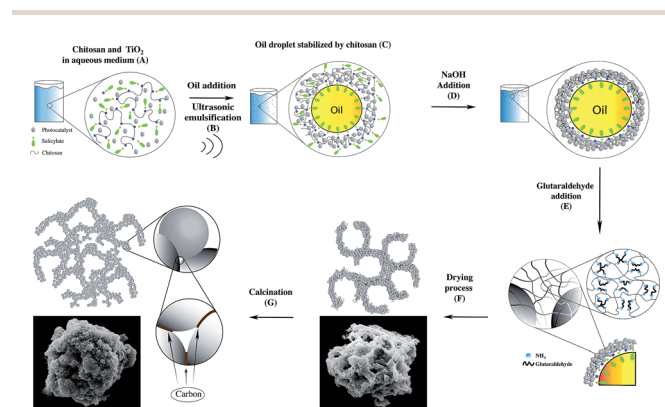 Chitosan and TiO2
in aqueous medium (A)
Oil addition
Ultrasonic
emulsification
(B)
Oil droplet stabilized by chitosan (C)
Oil
NaOH
Addition
(D)
Oil
Photocatalyst
Salicylate
Chitosan
Glutaraldehyde
addition
(E)
Drying
process
(F)
Calcination
(G)
Carbon
NH2
Glutaraldehyde